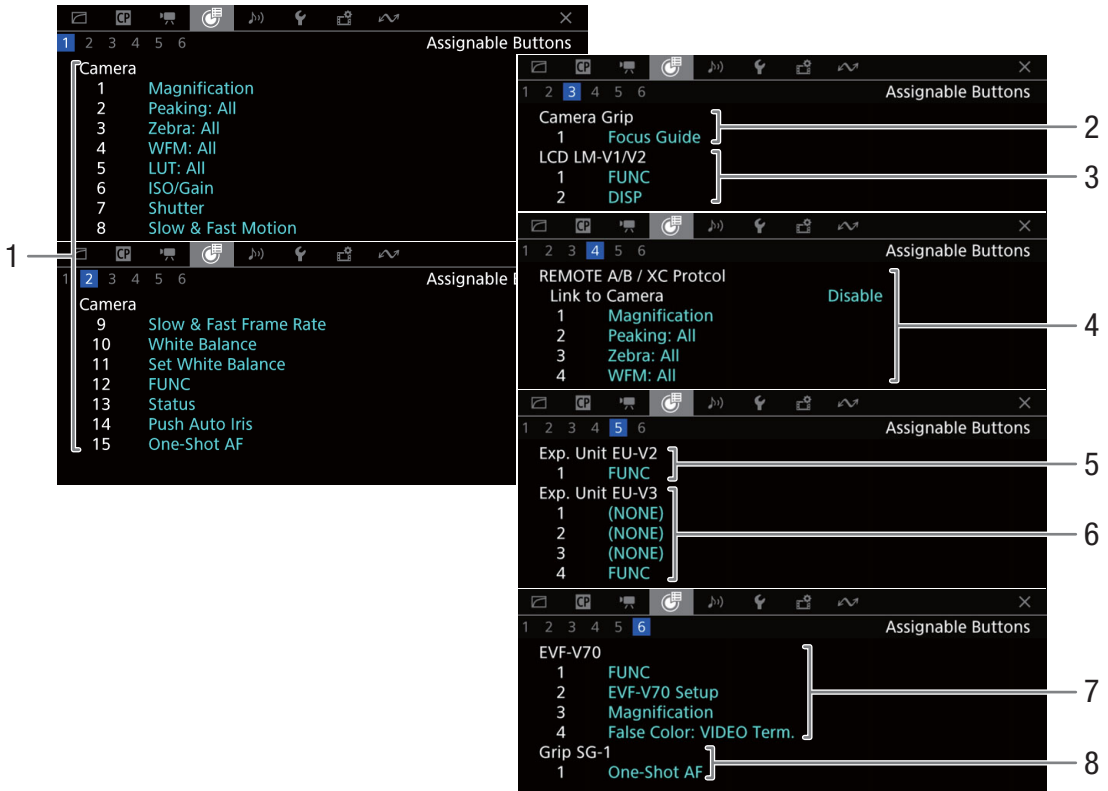 CP
×
1 2 3 4 5 6
Assignable Buttons
Camera
1 Magnification
2 Peaking: All
3 Zebra: All
4 WFM: All
5 LUT: All
6 ISO/Gain
7 Shutter
8 Slow & Fast Motion
1
CP
1 2 3 4 5 6
Assignable
Camera
9 Slow & Fast Frame Rate
10 White Balance
11 Set White Balance
12 FUNC
13 Status
14 Push Auto Iris
15 One-Shot AF
CP
×
1 2 3 4 5 6
Assignable Buttons
Camera Grip
1 Focus Guide
2
LCD LM-V1/V2
1 FUNC
2 DISP
3
CP
×
1 2 3 4 5 6
Assignable Buttons
REMOTE A/B / XC Protcol
Link to Camera Disable
1 Magnification
2 Peaking: All
3 Zebra: All
4 WFM: All
4
CP
×
1 2 3 4 5 6
Assignable Buttons
Exp. Unit EU-V2
1 FUNC
5
Exp. Unit EU-V3
1 (NONE)
2 (NONE)
3 (NONE)
4 FUNC
6
CP
×
1 2 3 4 5 6
Assignable Buttons
EVF-V70
1 FUNC
2 EVF-V70 Setup
3 Magnification
4 False Color: VIDEO Term.
7
Grip SG-1
1 One-Shot AF
8